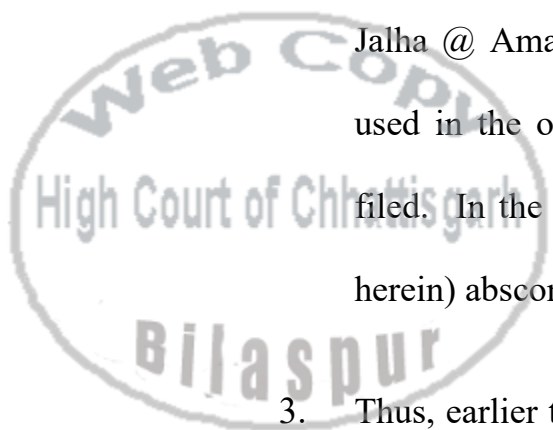 Jalha @ Ama
used in the o
filed. In the
herein) abscon
3. Thus, earlier t
Web Copy
High Court of Chhattisgarh
Bilaspur